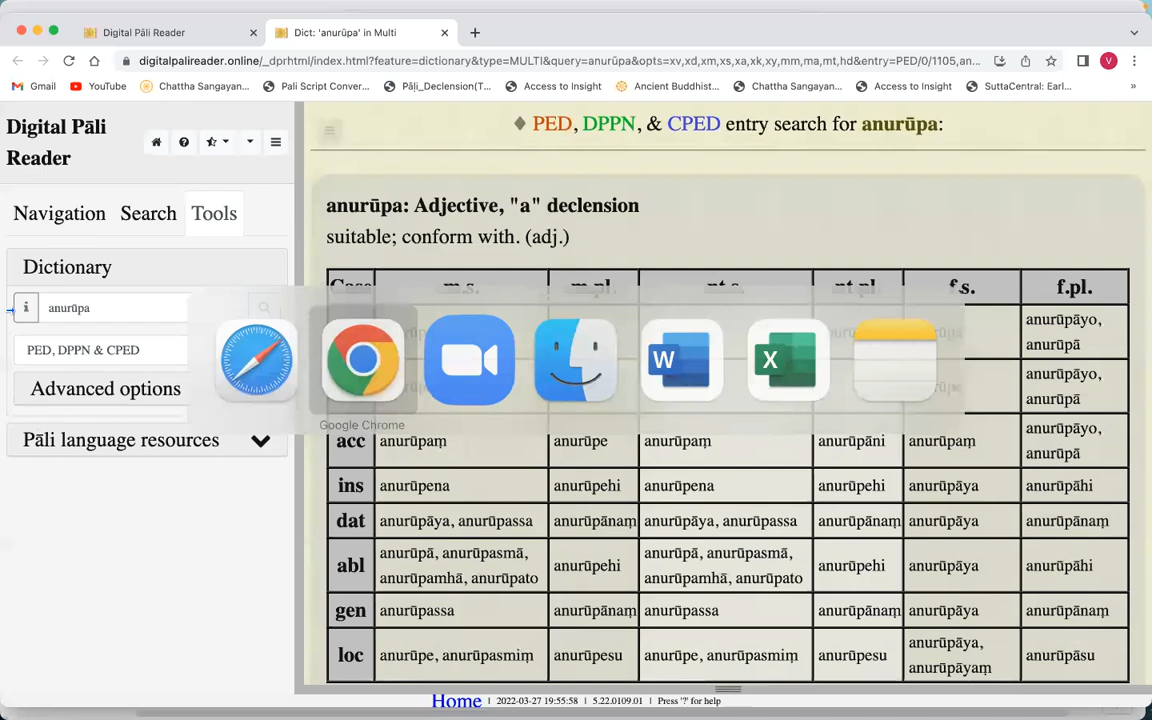 Digital Pāli Reader
Dict: 'anurūpa' in Multi
digitalpalireader.online/_dprhtml/index.html?feature=dictionary&type=MULTI&query=anurūpa&opts=xv,xd,xm,xs,xa,xk,xy,mm,ma,mt,hd&entry=PED/0/1105,an...
V
Gmail
YouTube
Chattha Sangayan...
Pali Script Conver...
Pāḷi_Declension(T...
Access to Insight
Ancient Buddhist...
Chattha Sangayan...
Access to Insight
SuttaCentral: Earl...
»
Digital Pāli
Reader
Navigation Search Tools
Dictionary
i anurūpa
PED, DPPN & CPED
Advanced options
Pāli language resources
♦ PED, DPPN, & CPED entry search for anurūpa:
anurūpa: Adjective, "a" declension
suitable; conform with. (adj.)
Case m.s. m.pl. nt.s. nt.pl. f.s. f.pl.
anurūpāyo,
anurūpā
anurūpāyo,
anurūpā
acc anurūpaṃ anurūpe anurūpaṃ anurūpāni anurūpaṃ anurūpāyo, anurūpā
ins anurūpena anurūpehi anurūpena anurūpehi anurūpāya anurūpāhi
dat anurūpāya, anurūpassa anurūpānaṃ anurūpāya, anurūpassa anurūpānaṃ anurūpāya anurūpānaṃ
abl anurūpā, anurūpasmā, anurūpamhā, anurūpato anurūpehi anurūpā, anurūpasmā, anurūpamhā, anurūpato anurūpehi anurūpāya anurūpāhi
gen anurūpassa anurūpānaṃ anurūpassa anurūpānaṃ anurūpāya anurūpānaṃ
loc anurūpe, anurūpasmiṃ anurūpesu anurūpe, anurūpasmiṃ anurūpesu anurūpāya, anurūpāyaṃ anurūpāsu
W
X
Google Chrome
Home | 2022-03-27 19:55:58 | 5.22.0109.01 | Press '?' for help